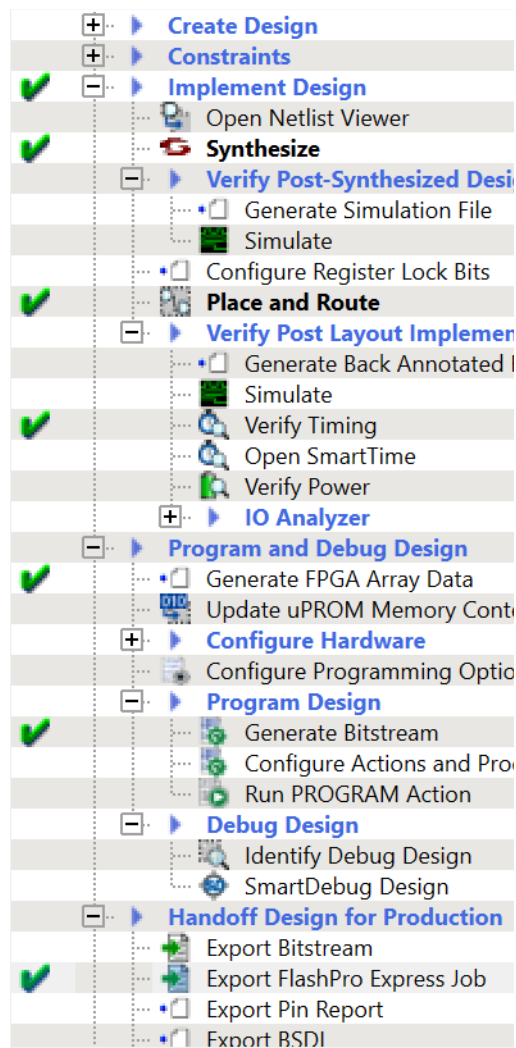 Create Design
Constraints
Implement Design
Open Netlist Viewer
Synthesize
Verify Post-Synthesized Desi
Generate Simulation File
Simulate
Configure Register Lock Bits
Place and Route
Verify Post Layout Implemen
Generate Back Annotated
Simulate
Verify Timing
Open SmartTime
Verify Power
IO Analyzer
Program and Debug Design
Generate FPGA Array Data
010 Update uPROM Memory Conte
Configure Hardware
Configure Programming Optio
Program Design
Generate Bitstream
Configure Actions and Pro
Run PROGRAM Action
Debug Design
Identify Debug Design
SmartDebug Design
Handoff Design for Production
Export Bitstream
Export FlashPro Express Job
Export Pin Report
Export BSDL